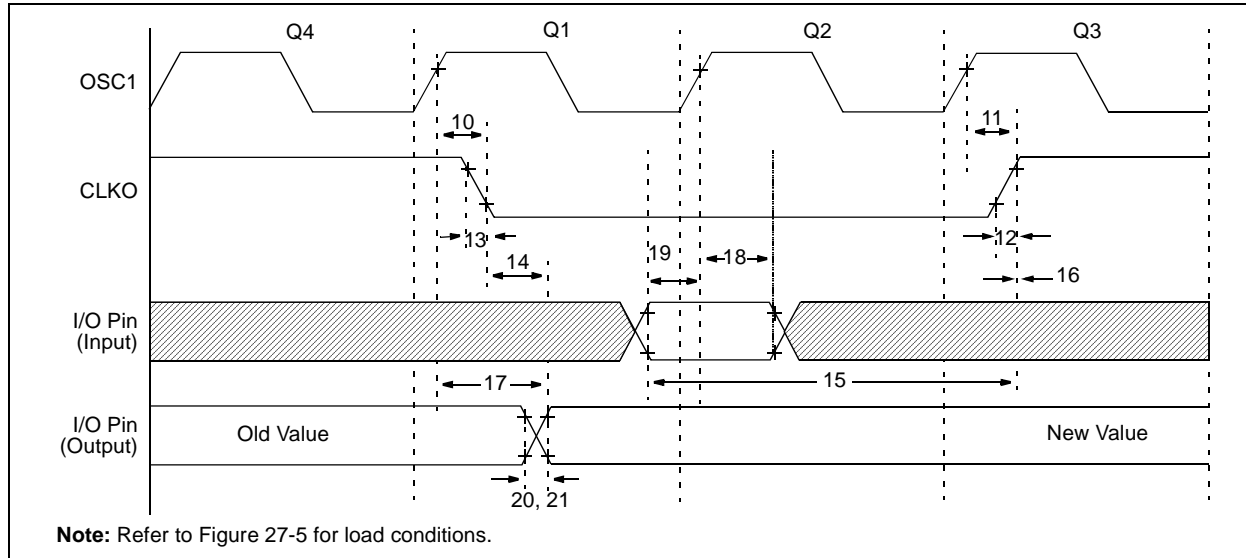 Q4 Q1 Q2 Q3
OSC1
10 11
CLKO
13 12
14 19 18 16
I/O Pin
(Input)
17 15
I/O Pin
(Output)
Old Value New Value
20, 21
Note: Refer to Figure 27-5 for load conditions.